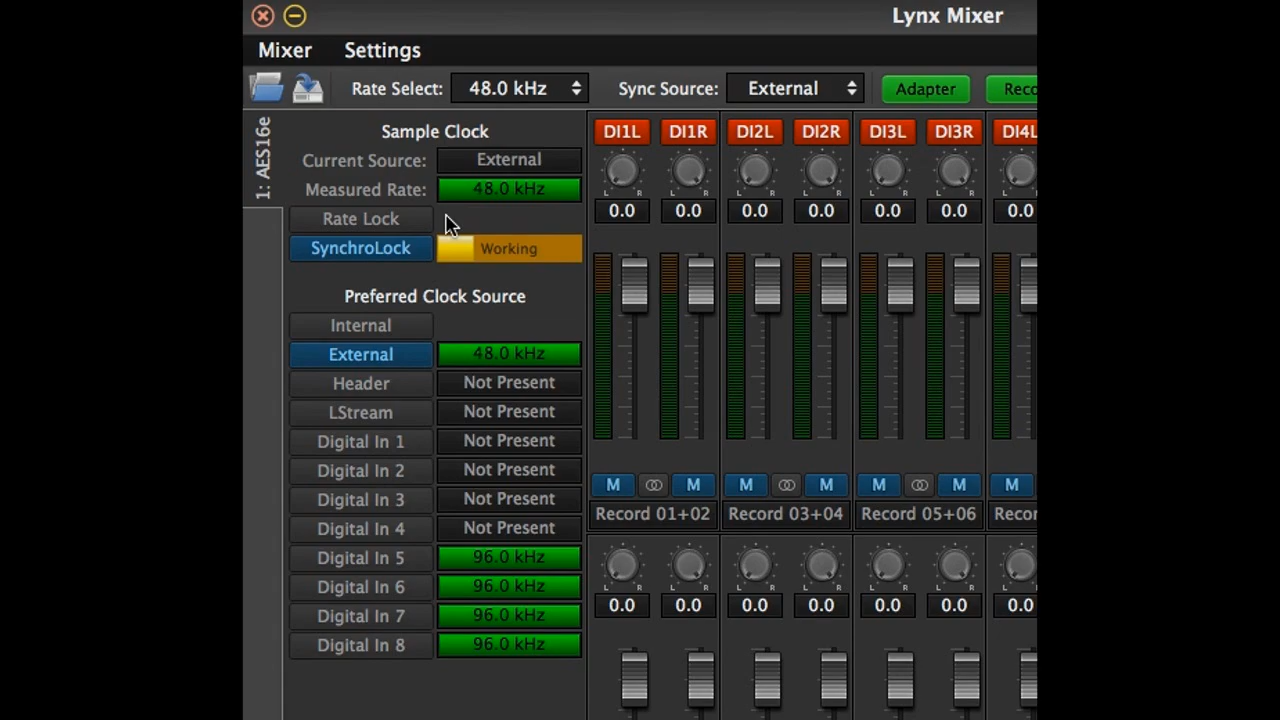 Lynx Mixer
Mixer Settings
Rate Select: 48.0 kHz Sync Source: External Adapter Reco
1: AES16e
Sample Clock
Current Source: External
Measured Rate: 48.0 kHz
Rate Lock
SynchroLock Working
Preferred Clock Source
Internal
External 48.0 kHz
Header Not Present
LStream Not Present
Digital In 1 Not Present
Digital In 2 Not Present
Digital In 3 Not Present
Digital In 4 Not Present
Digital In 5 96.0 kHz
Digital In 6 96.0 kHz
Digital In 7 96.0 kHz
Digital In 8 96.0 kHz
DI1L DI1R DI2L DI2R DI3L DI3R DI4L
L R L R L R L R L R L R L
0.0 0.0 0.0 0.0 0.0 0.0 0.0
M M M M M M M
Record 01+02 Record 03+04 Record 05+06 Recor
L R L R L R L R L R L R L
0.0 0.0 0.0 0.0 0.0 0.0 0.0